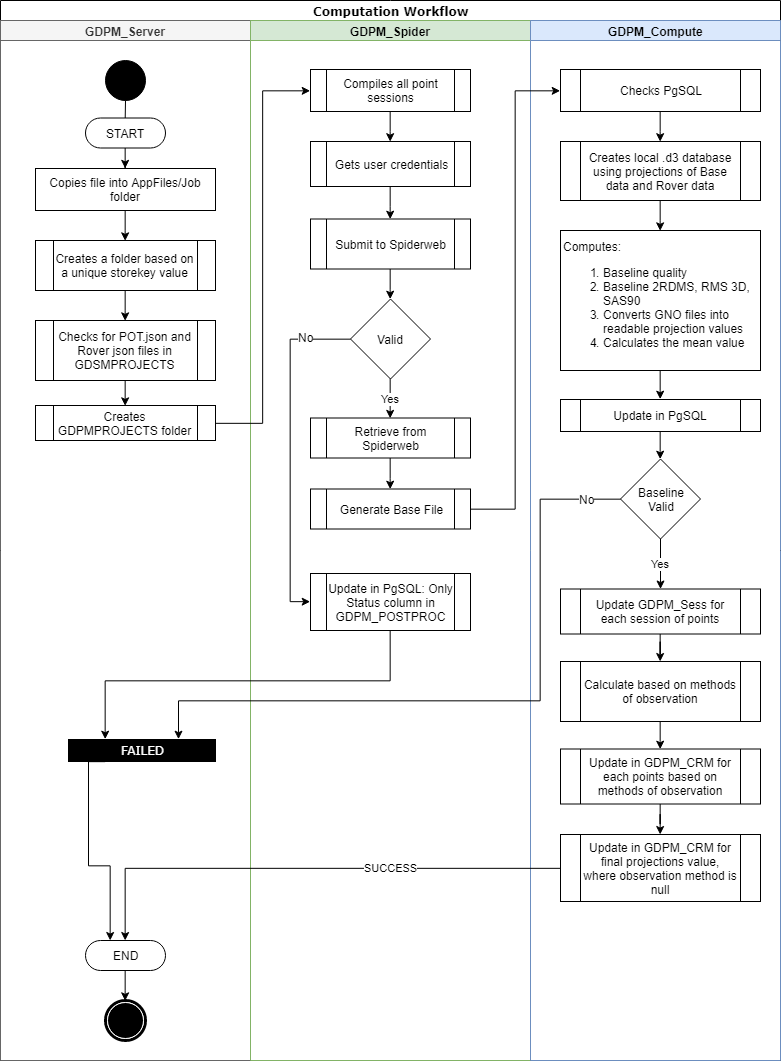 Computation Workflow
GDPM_Server
GDPM_Spider
GDPM_Compute
START
Copies file into AppFiles/Job
folder
Creates a folder based on
a unique storekey value
Checks for POT.json and
Rover json files in
GDSMPROJECTS
Creates
GDPMPROJECTS folder
Compiles all point
sessions
Gets user credentials
Submit to Spiderweb
Valid
No
Yes
Retrieve from
Spiderweb
Generate Base File
Update in PgSQL: Only
Status column in
GDPM_POSTPROC
Checks PgSQL
Creates local .d3 database
using projections of Base
data and Rover data
Computes:
1. Baseline quality
2. Baseline 2RDMS, RMS 3D,
SAS90
3. Converts GNO files into
readable projection values
4. Calculates the mean value
Update in PgSQL
Baseline
Valid
No
Yes
Update GDPM_Sess for
each session of points
Calculate based on methods
of observation
Update in GDPM_CRM for
each points based on
methods of observation
Update in GDPM_CRM for
final projections value,
where observation method is
null
FAILED
SUCCESS
END